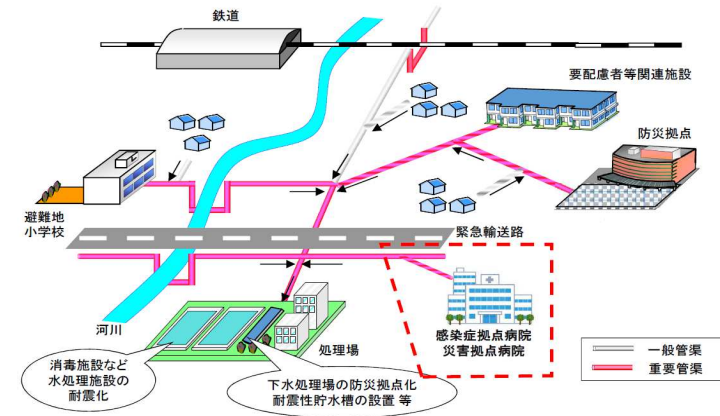 鉄道
要配慮者等関連施設
防災拠点
避難地
小学校
緊急輸送路
河川
処理場
感染症拠点病院
災害拠点病院
消毒施設など
水処理施設の
耐震化
下水処理場の防災拠点化
耐震性貯水槽の設置 等
一般管渠
重要管渠